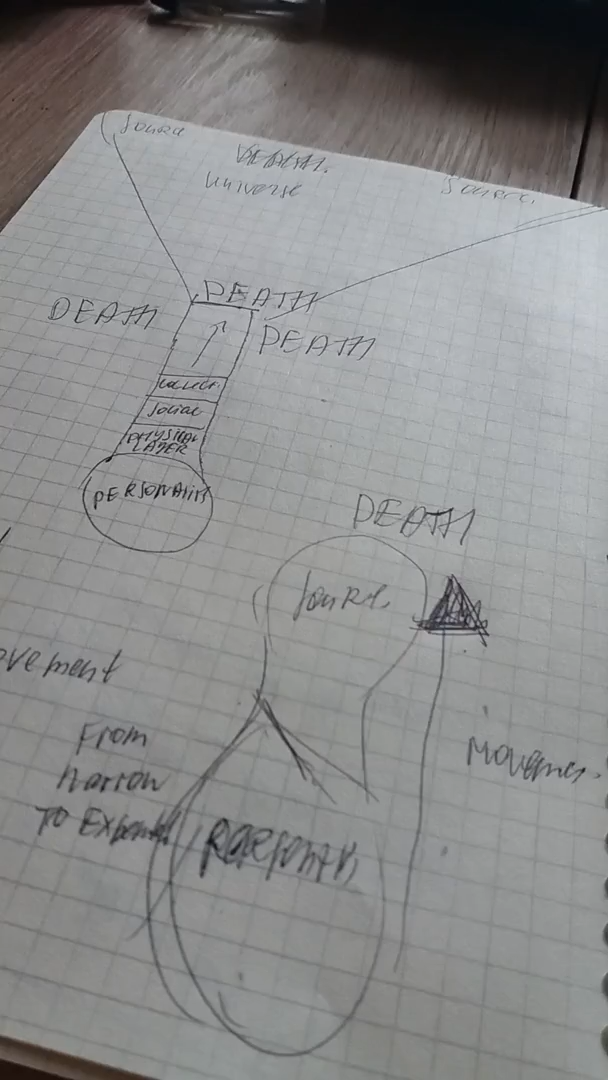 Source
DEATH.
Universe
Source.
DEATH
DEATH
DEATH
Social
PHYSICAL
LAYER
PERSONALITY
DEATH
Source
ovement
From
narrow
TO Expand
Movement.